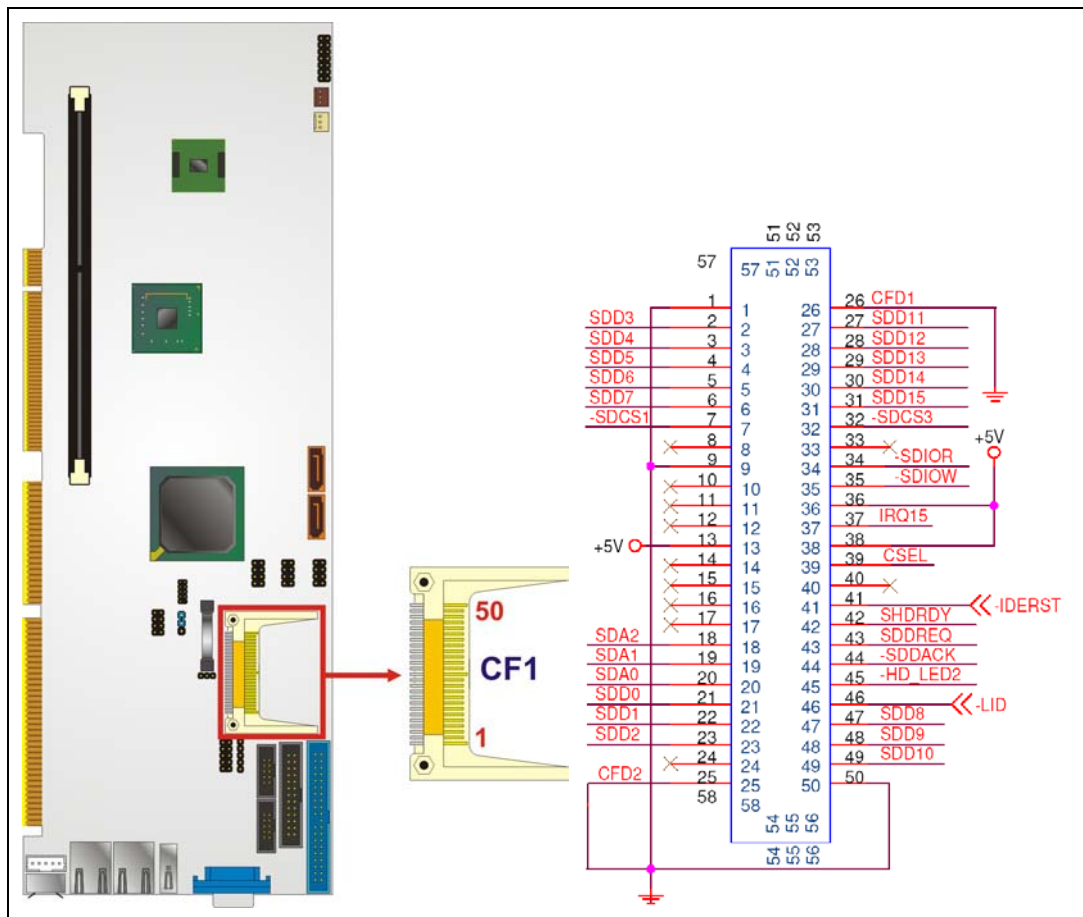 50
CF1
1
51 52 53
57
57 51 52 53
1 1 26 26 CFD1
SDD3 2 2 27 27 SDD11
SDD4 3 3 28 28 SDD12
SDD5 4 4 29 29 SDD13
SDD6 5 5 30 30 SDD14
SDD7 6 6 31 31 SDD15
-SDCS1 7 7 32 32 -SDCS3
8 8 33 33 +5V
9 9 34 34 -SDIOR
10 10 35 35 -SDIOW
11 11 36 36
12 12 37 37 IRQ15
+5V 13 13 38 38
14 14 39 39 CSEL
15 15 40 40
16 16 41 41 -IDERST
17 17 42 42 SHDRDY
SDA2 18 18 43 43 SDDREQ
SDA1 19 19 44 44 -SDDACK
SDA0 20 20 45 45 -HD_LED2
SDD0 21 21 46 46 -LID
SDD1 22 22 47 47 SDD8
SDD2 23 23 48 48 SDD9
24 24 49 49 SDD10
CFD2 25 25 50 50
58
58
54 55 56
54 55 56